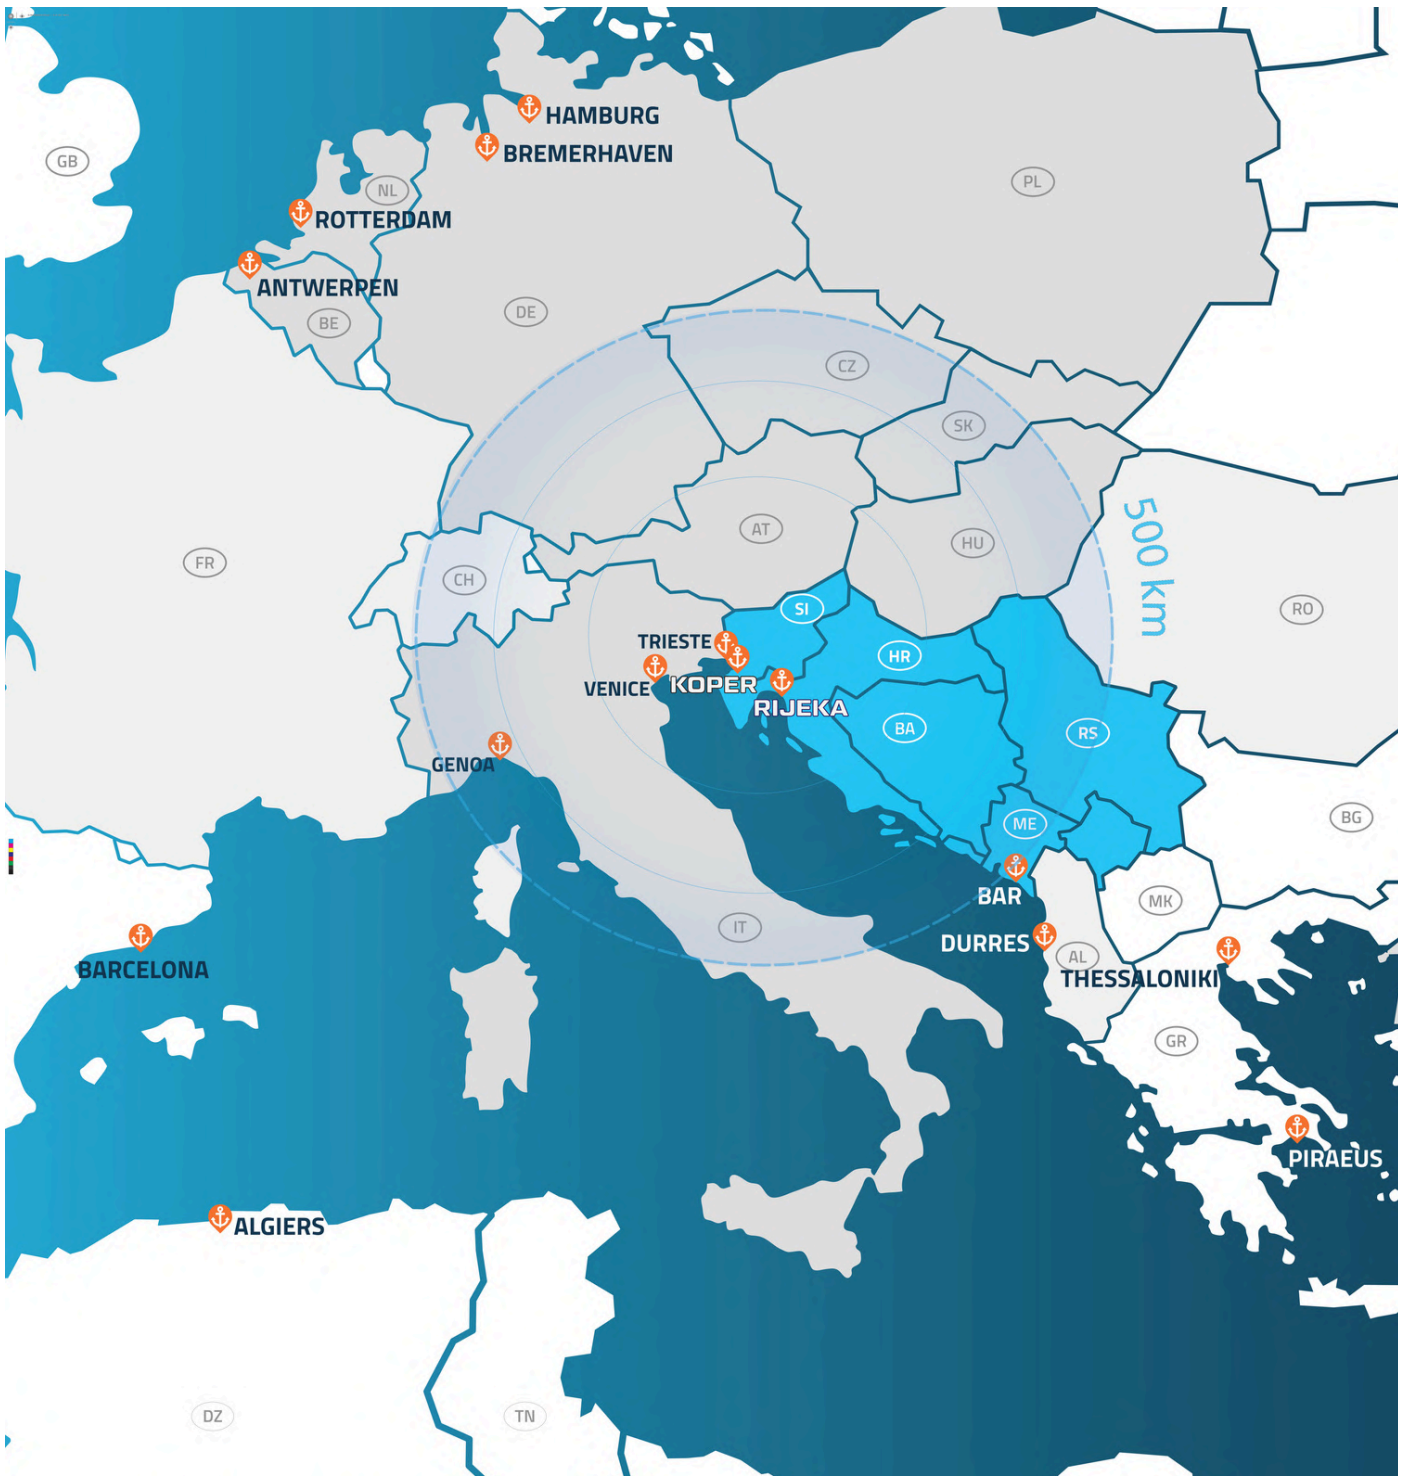 HAMBURG
BREMERHAVEN
GB
PL
NL
ROTTERDAM
ANTWERPEN
BE
DE
CZ
SK
500 km
AT
HU
FR
CH
SI
RO
TRIESTE
HR
VENICE
KOPER
RIJEKA
BA
RS
GENOA
ME
BG
BAR
MK
IT
DURRES
AL
BARCELONA
THESSALONIKI
GR
PIRAEUS
ALGIERS
DZ
TN